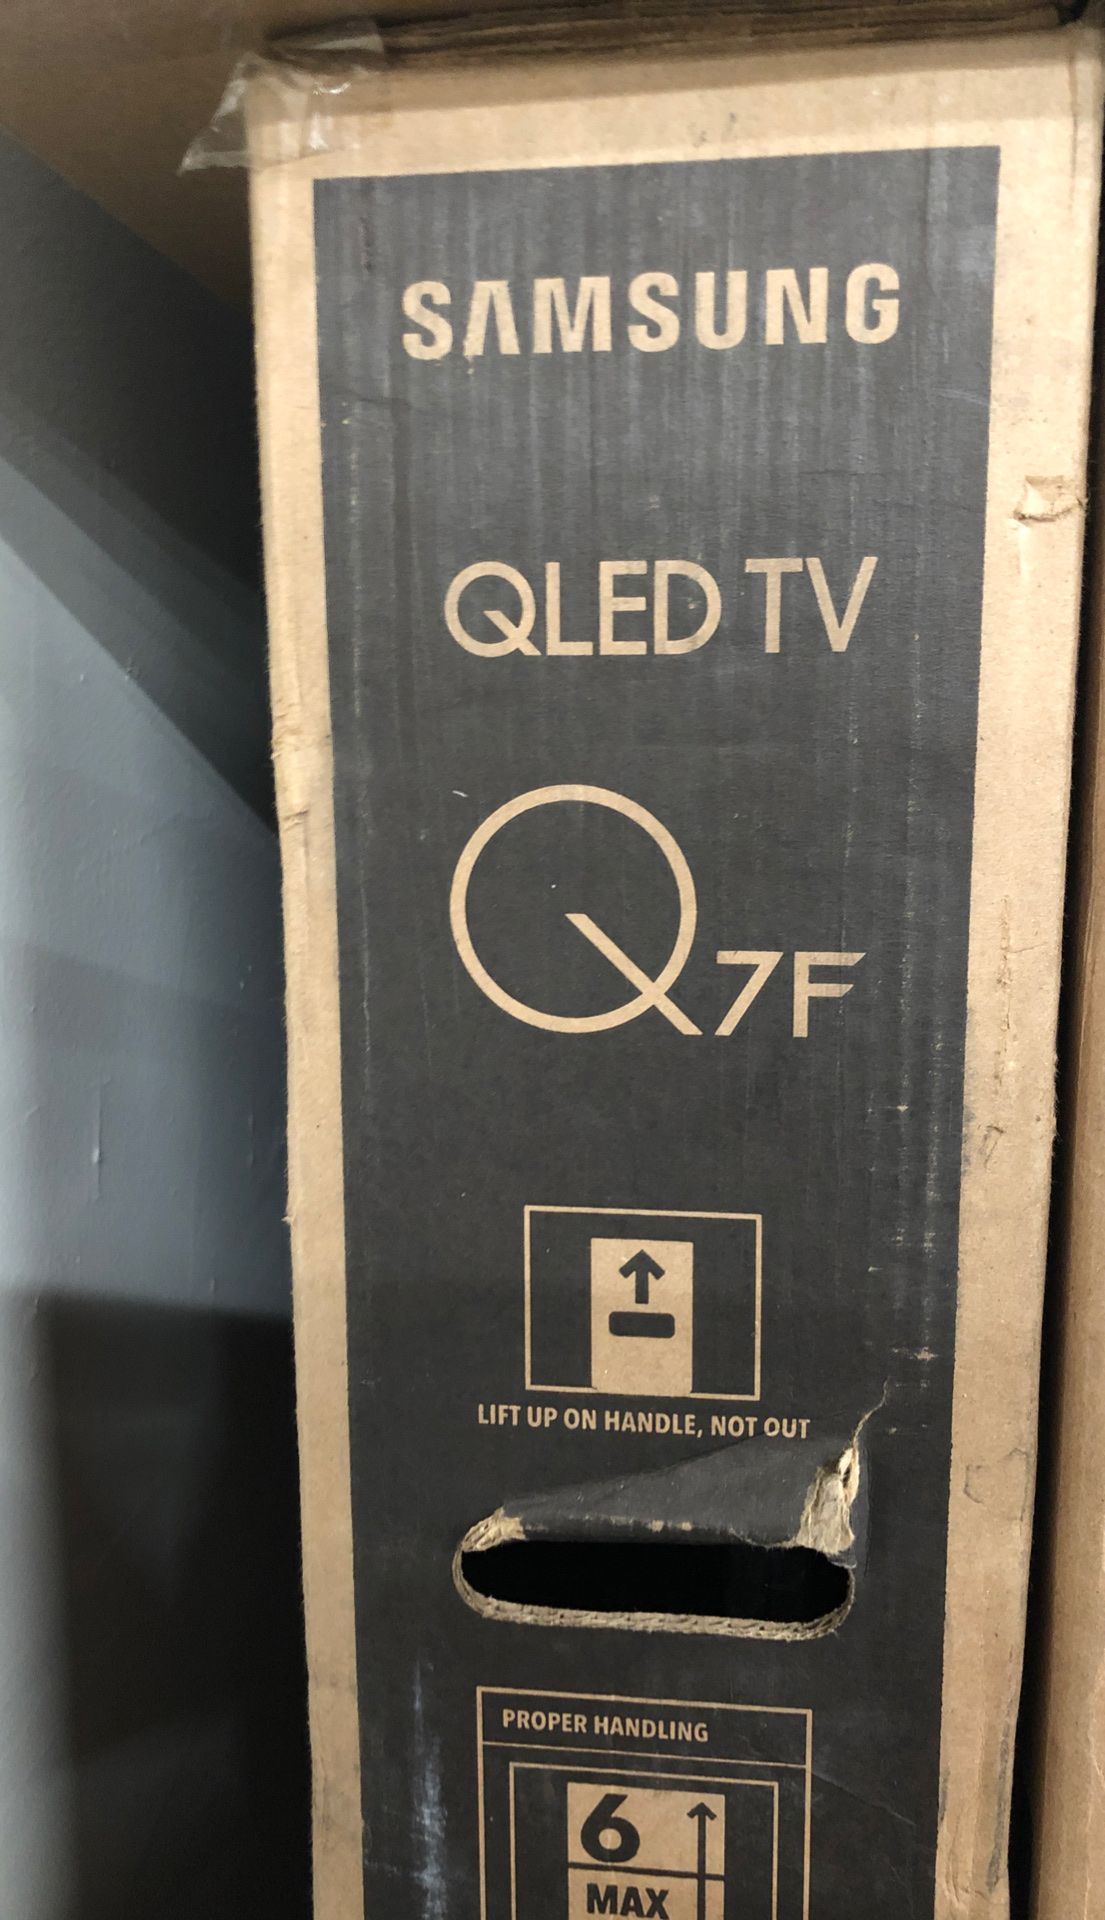 SAMSUNG
QLED TV
Q7F
LIFT UP ON HANDLE, NOT OUT
PROPER HANDLING
6
MAX